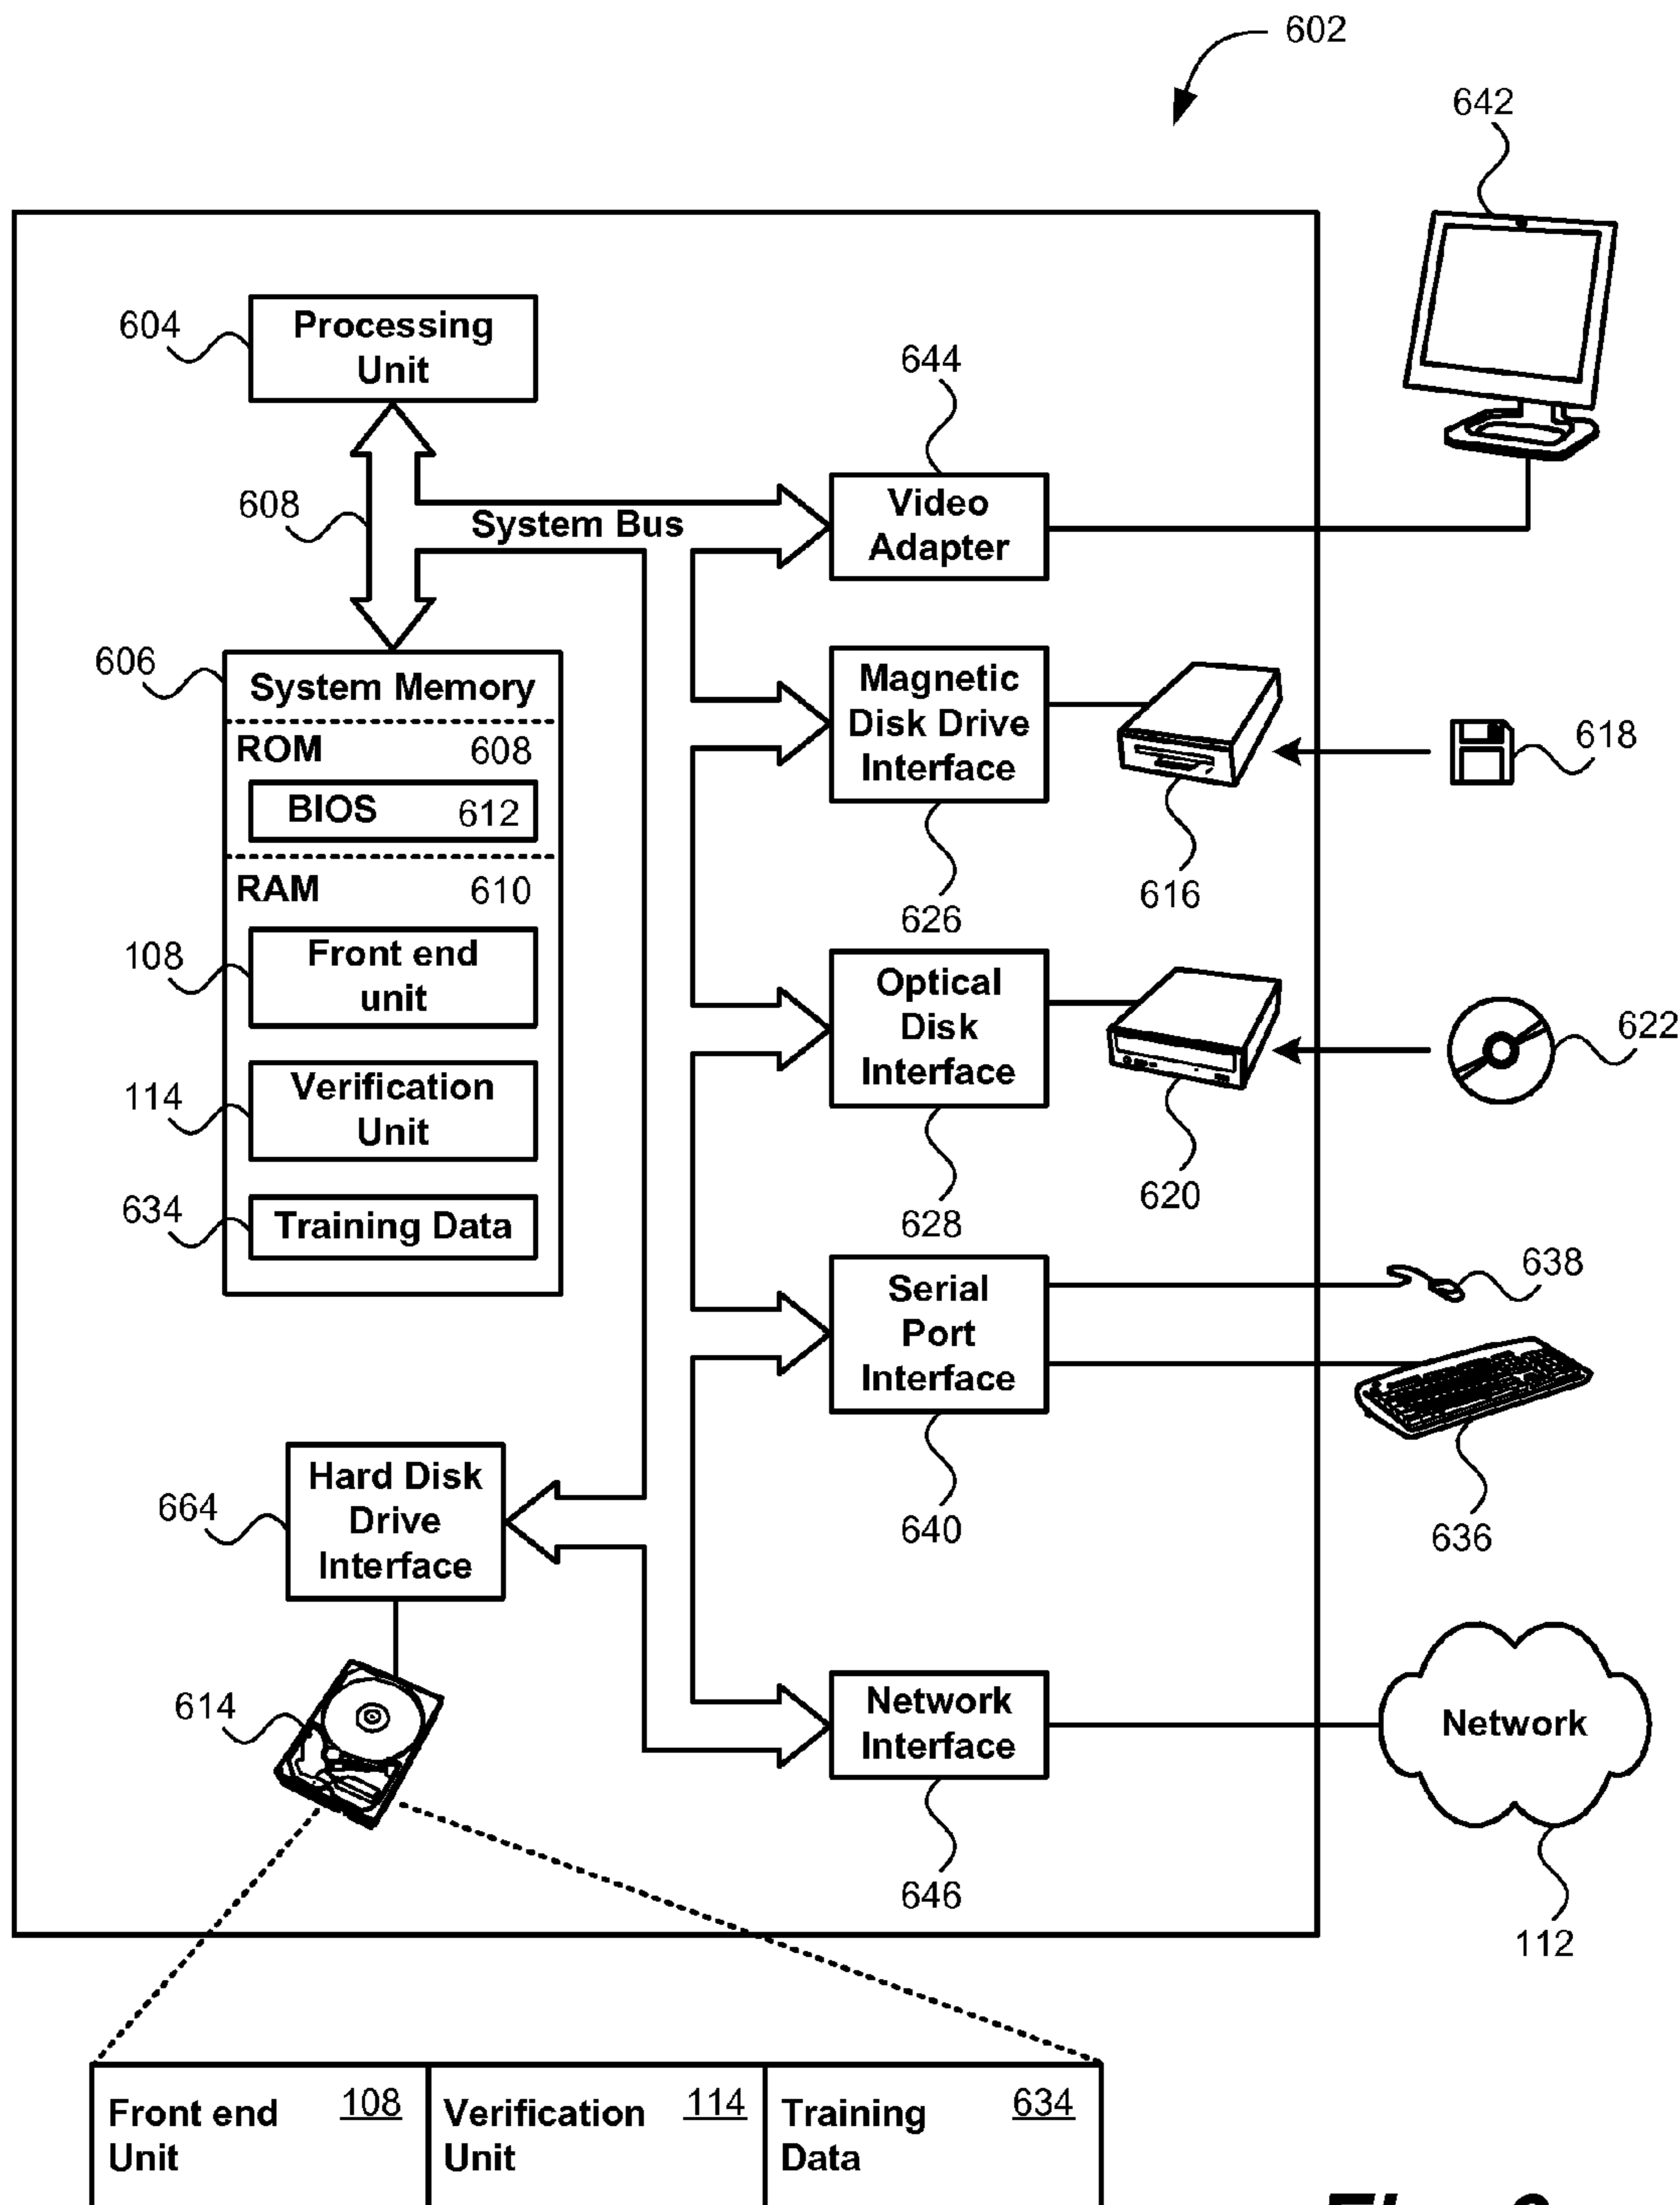 602
642
604
Processing
Unit
644
608
System Bus
Video
Adapter
606
System Memory
ROM 608
BIOS 612
RAM 610
108
Front end
unit
114
Verification
Unit
634
Training Data
Magnetic
Disk Drive
Interface
626
616
618
Optical
Disk
Interface
628
620
622
Serial
Port
Interface
640
638
636
664
Hard Disk
Drive
Interface
614
Network
Interface
646
Network
112
Front end 108
Unit
Verification 114
Unit
Training 634
Data